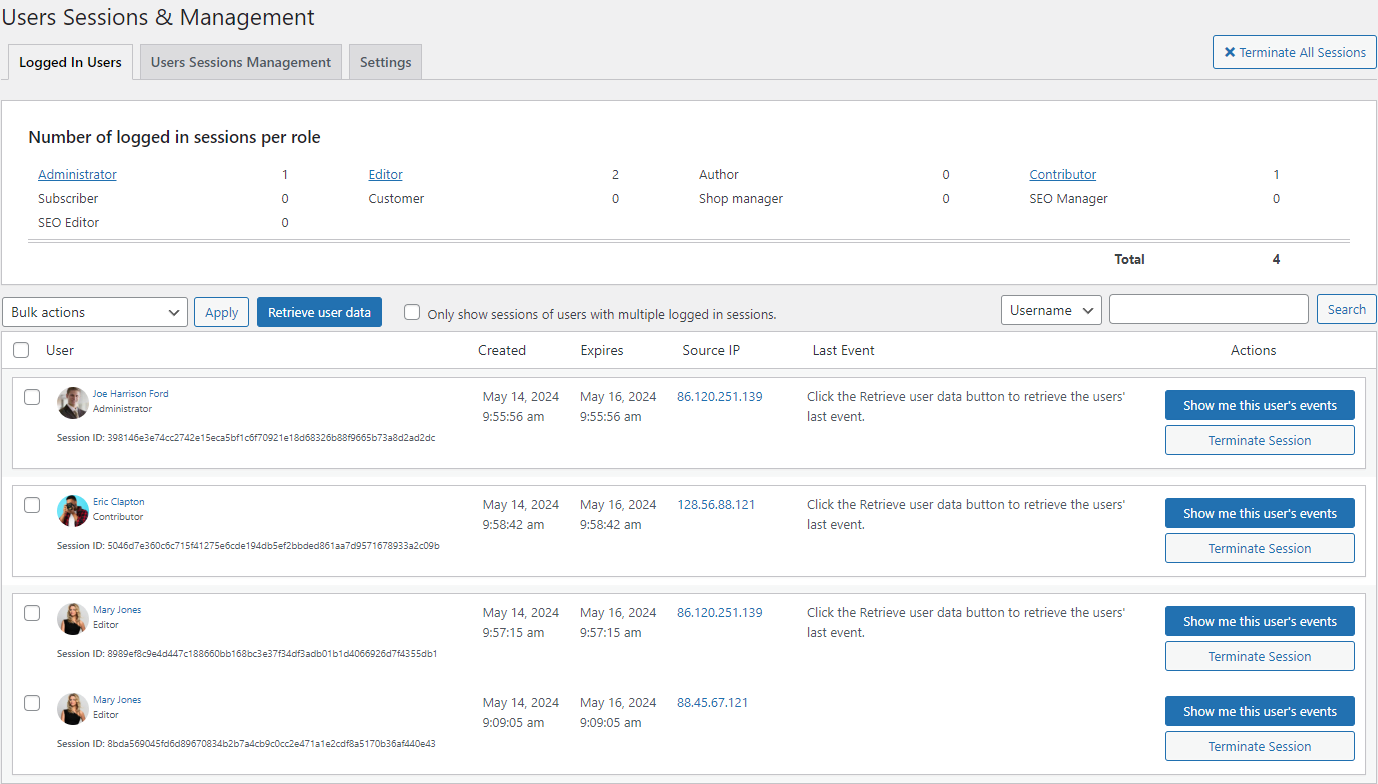 Users Sessions & Management
Logged In Users
Users Sessions Management
Settings
Terminate All Sessions
Number of logged in sessions per role
Administrator 1 Editor 2 Author 0 Contributor 1
Subscriber 0 Customer 0 Shop manager 0 SEO Manager 0
SEO Editor 0
Total 4
Bulk actions Apply Retrieve user data Only show sessions of users with multiple logged in sessions. Username Search
User Created Expires Source IP Last Event Actions
Joe Harrison Ford
Administrator
Session ID: 398146e3e74cc2742e15eca5bf1c6f70921e18d68326b88f9665b73a8d2ad2dc
May 14, 2024
9:55:56 am
May 16, 2024
9:55:56 am
86.120.251.139
Click the Retrieve user data button to retrieve the users'
last event.
Show me this user's events
Terminate Session
Eric Clapton
Contributor
Session ID: 5046d7e360c6c715f41275e6cde194db5ef2bbded861aa7d9571678933a2c09b
May 14, 2024
9:58:42 am
May 16, 2024
9:58:42 am
128.56.88.121
Click the Retrieve user data button to retrieve the users'
last event.
Show me this user's events
Terminate Session
Mary Jones
Editor
Session ID: 8989ef8c9e4d447c188660bb168bc3e37f34df3adb01b1d4066926d7f4355db1
May 14, 2024
9:57:15 am
May 16, 2024
9:57:15 am
86.120.251.139
Click the Retrieve user data button to retrieve the users'
last event.
Show me this user's events
Terminate Session
Mary Jones
Editor
Session ID: 8bda569045fd6d89670834b2b7a4cb9c0cc2e471a1e2cdf8a5170b36af440e43
May 14, 2024
9:09:05 am
May 16, 2024
9:09:05 am
88.45.67.121
Show me this user's events
Terminate Session